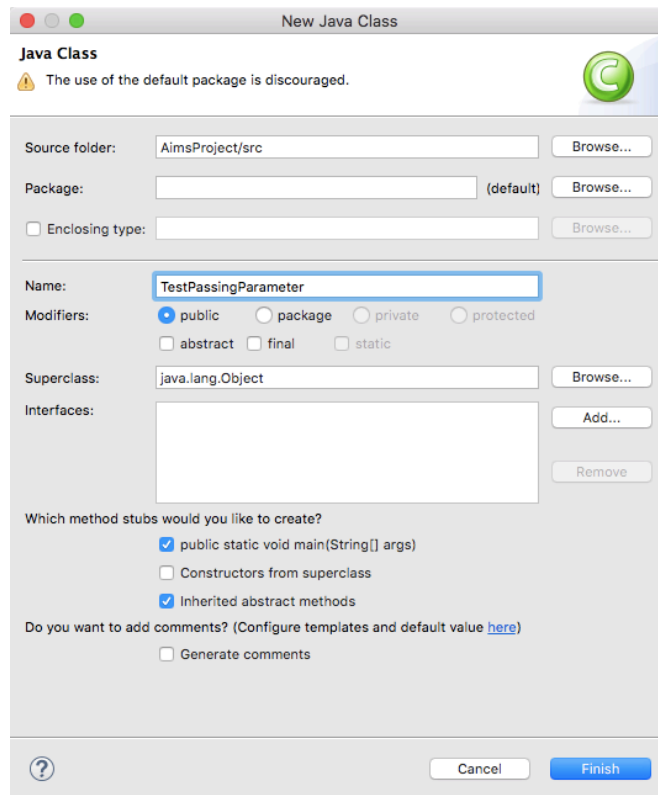 New Java Class
Java Class
The use of the default package is discouraged.
C
Source folder: AimsProject/src Browse...
Package: (default) Browse...
Enclosing type: Browse...
Name: TestPassingParameter
Modifiers: public package private protected
abstract final static
Superclass: java.lang.Object Browse...
Interfaces: Add...
Remove
Which method stubs would you like to create?
public static void main(String[] args)
Constructors from superclass
Inherited abstract methods
Do you want to add comments? (Configure templates and default value here)
Generate comments
? Cancel Finish